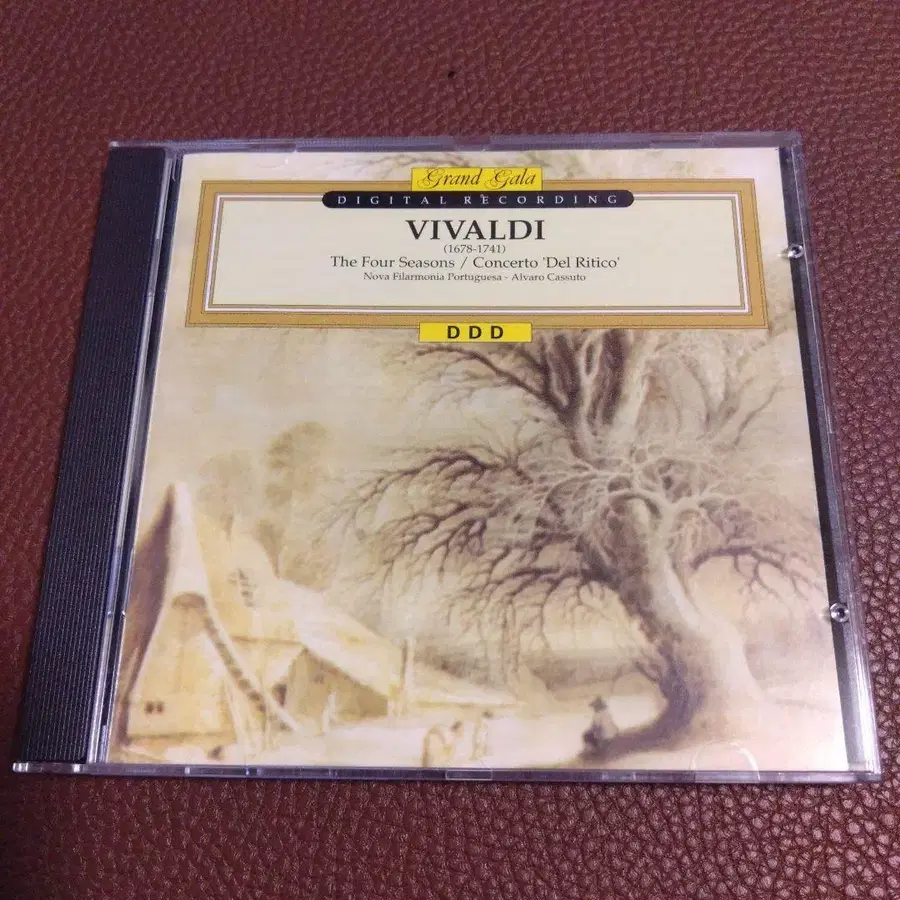 Grand Gala
DIGITAL RECORDING
VIVALDI
(1678-1741)
The Four Seasons / Concerto 'Del Ritico'
Nova Filarmonia Portuguesa - Alvaro Cassuto
DDD